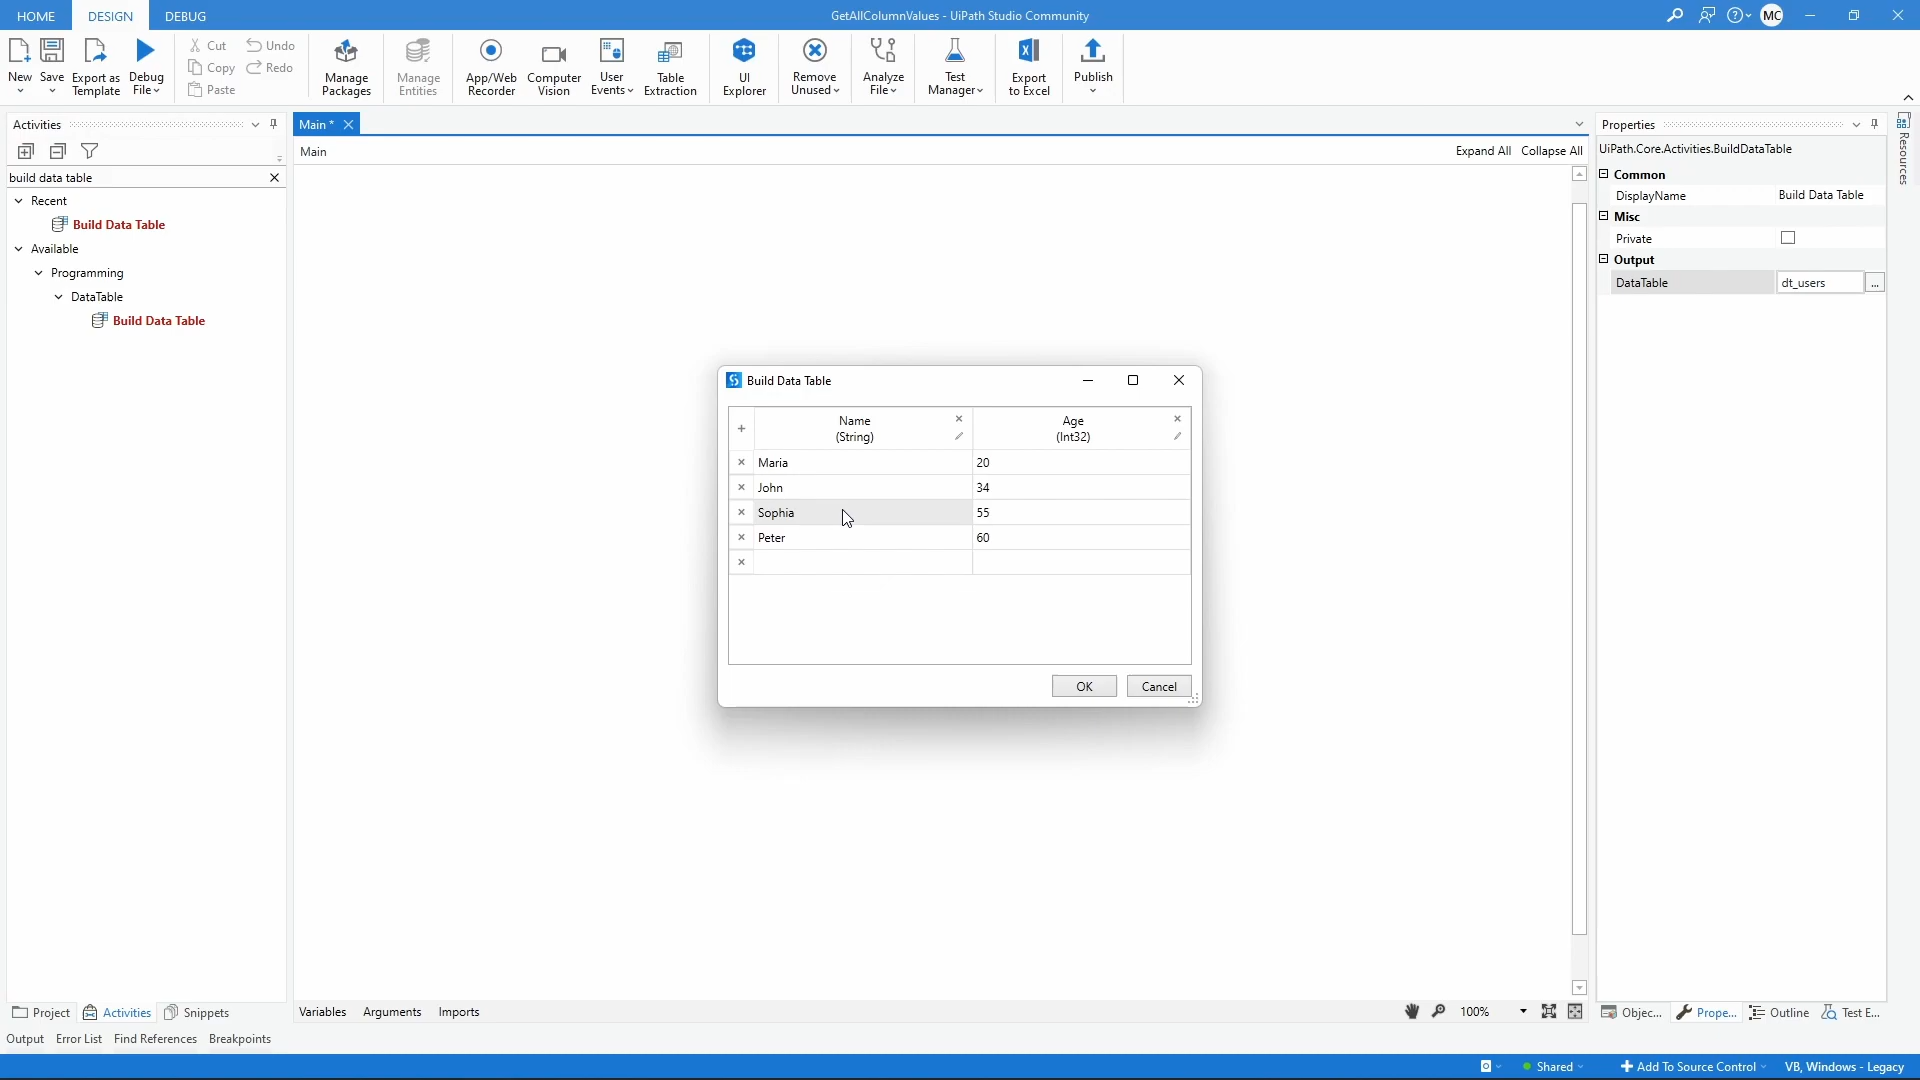 HOME DESIGN DEBUG
GetAllColumnValues - UiPath Studio Community
MC
New Save Export as Template Debug File
Cut Undo
Copy Redo
Paste
Manage Packages
Manage Entities
App/Web Recorder
Computer Vision
User Events
Table Extraction
UI Explorer
Remove Unused
Analyze File
Test Manager
Export to Excel
Publish
Activities
Main *
Properties
Resources
Main
Expand All Collapse All
UiPath.Core.Activities.BuildDataTable
build data table
Common
Recent
DisplayName Build Data Table
Build Data Table
Misc
Available
Private
Programming
Output
DataTable
DataTable dt_users ...
Build Data Table
Build Data Table
Name (String) Age (Int32)
Maria 20
John 34
Sophia 55
Peter 60
OK Cancel
Project Activities Snippets
Variables Arguments Imports
100%
Objec... Prope... Outline Test E...
Output Error List Find References Breakpoints
Shared Add To Source Control VB, Windows - Legacy